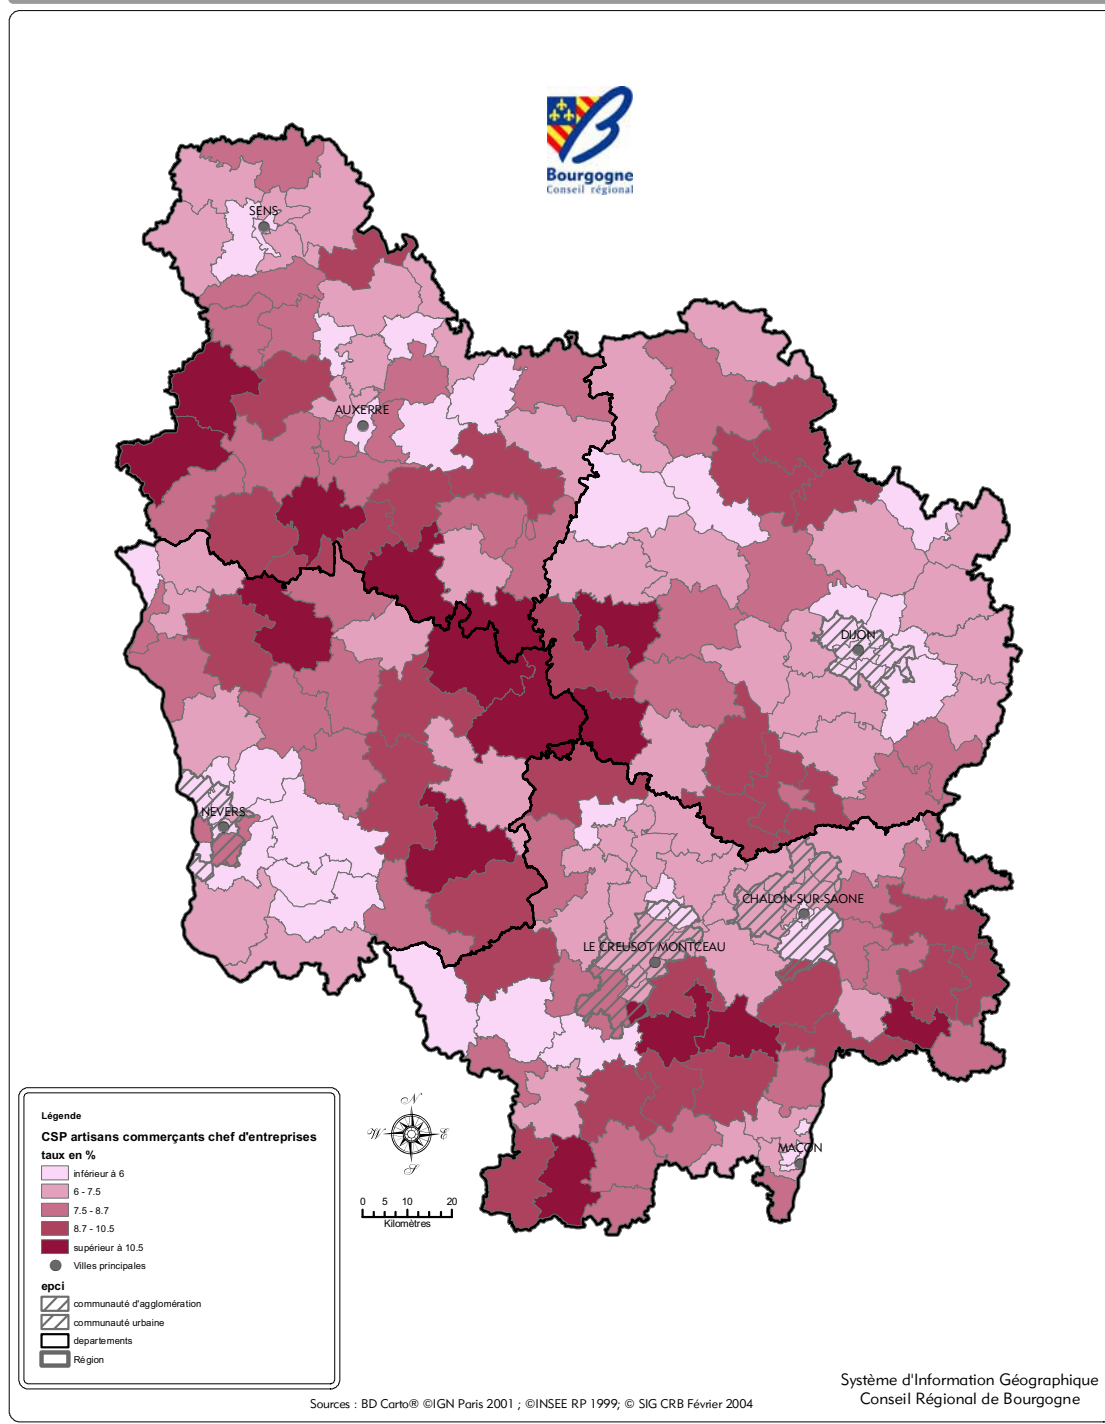 Bourgogne
Conseil régional
SENS
AUXERRE
DIJON
NEVERS
CHALON-SUR-SAONE
LE CREUSOT MONTCEAU
MACON
Légende
CSP artisans commerçants chef d'entreprises
taux en %
inférieur à 6
6 - 7.5
7.5 - 8.7
8.7 - 10.5
supérieur à 10.5
Villes principales
epci
communauté d'agglomération
communauté urbaine
departements
Région
N
W E
S
0 5 10 20
Kilomètres
Système d'Information Géographique
Conseil Régional de Bourgogne
Sources : BD Carto® ©IGN Paris 2001 ; ©INSEE RP 1999; © SIG CRB Février 2004